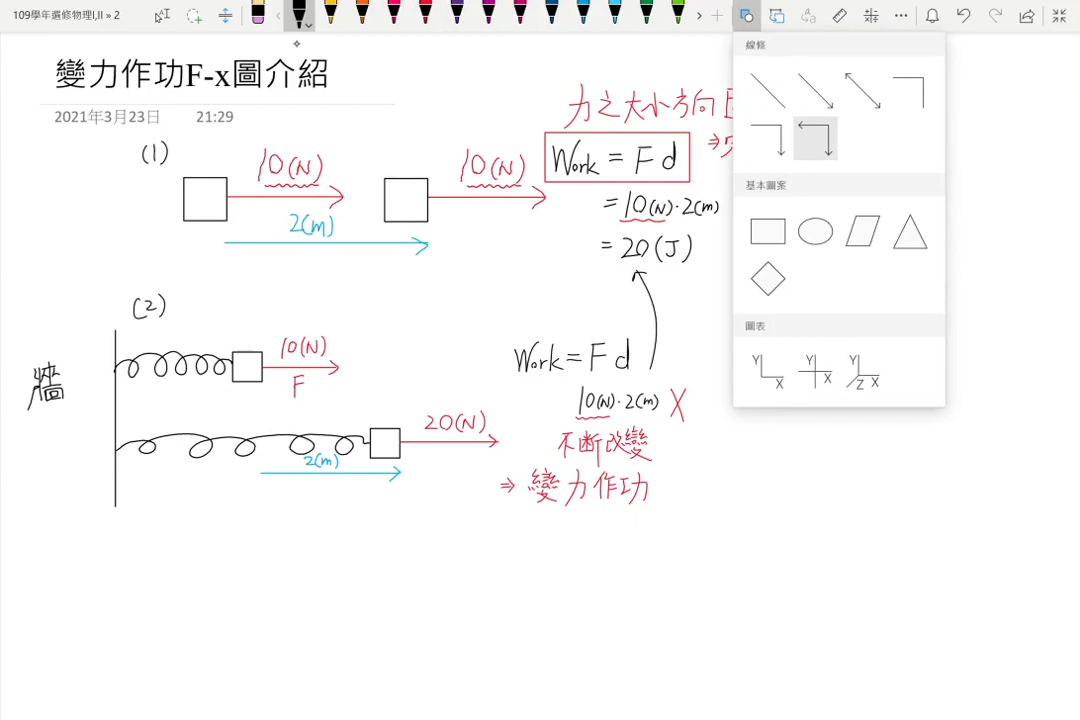 109學年選修物理I,II » 2
線條
變力作功F-x圖介紹
2021年3月23日 21:29
力之大小方向
(1)
10(N)
10(N)
Work = F d
2(m)
= 10(N)·2(m)
= 20(J)
基本圖案
圖表
Y X
Y X
Y Z X
(2)
10(N)
F
Work = F d
牆
10(N)·2(m) X
20(N)
不斷改變
2(m)
⇒ 變力作功